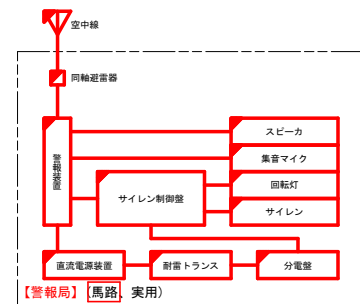 空中線
同軸避雷器
スピーカ
警報装置
集音マイク
回転灯
サイレン制御盤
サイレン
直流電源装置
耐雷トランス
分電盤
【警報局】(馬路、実用)